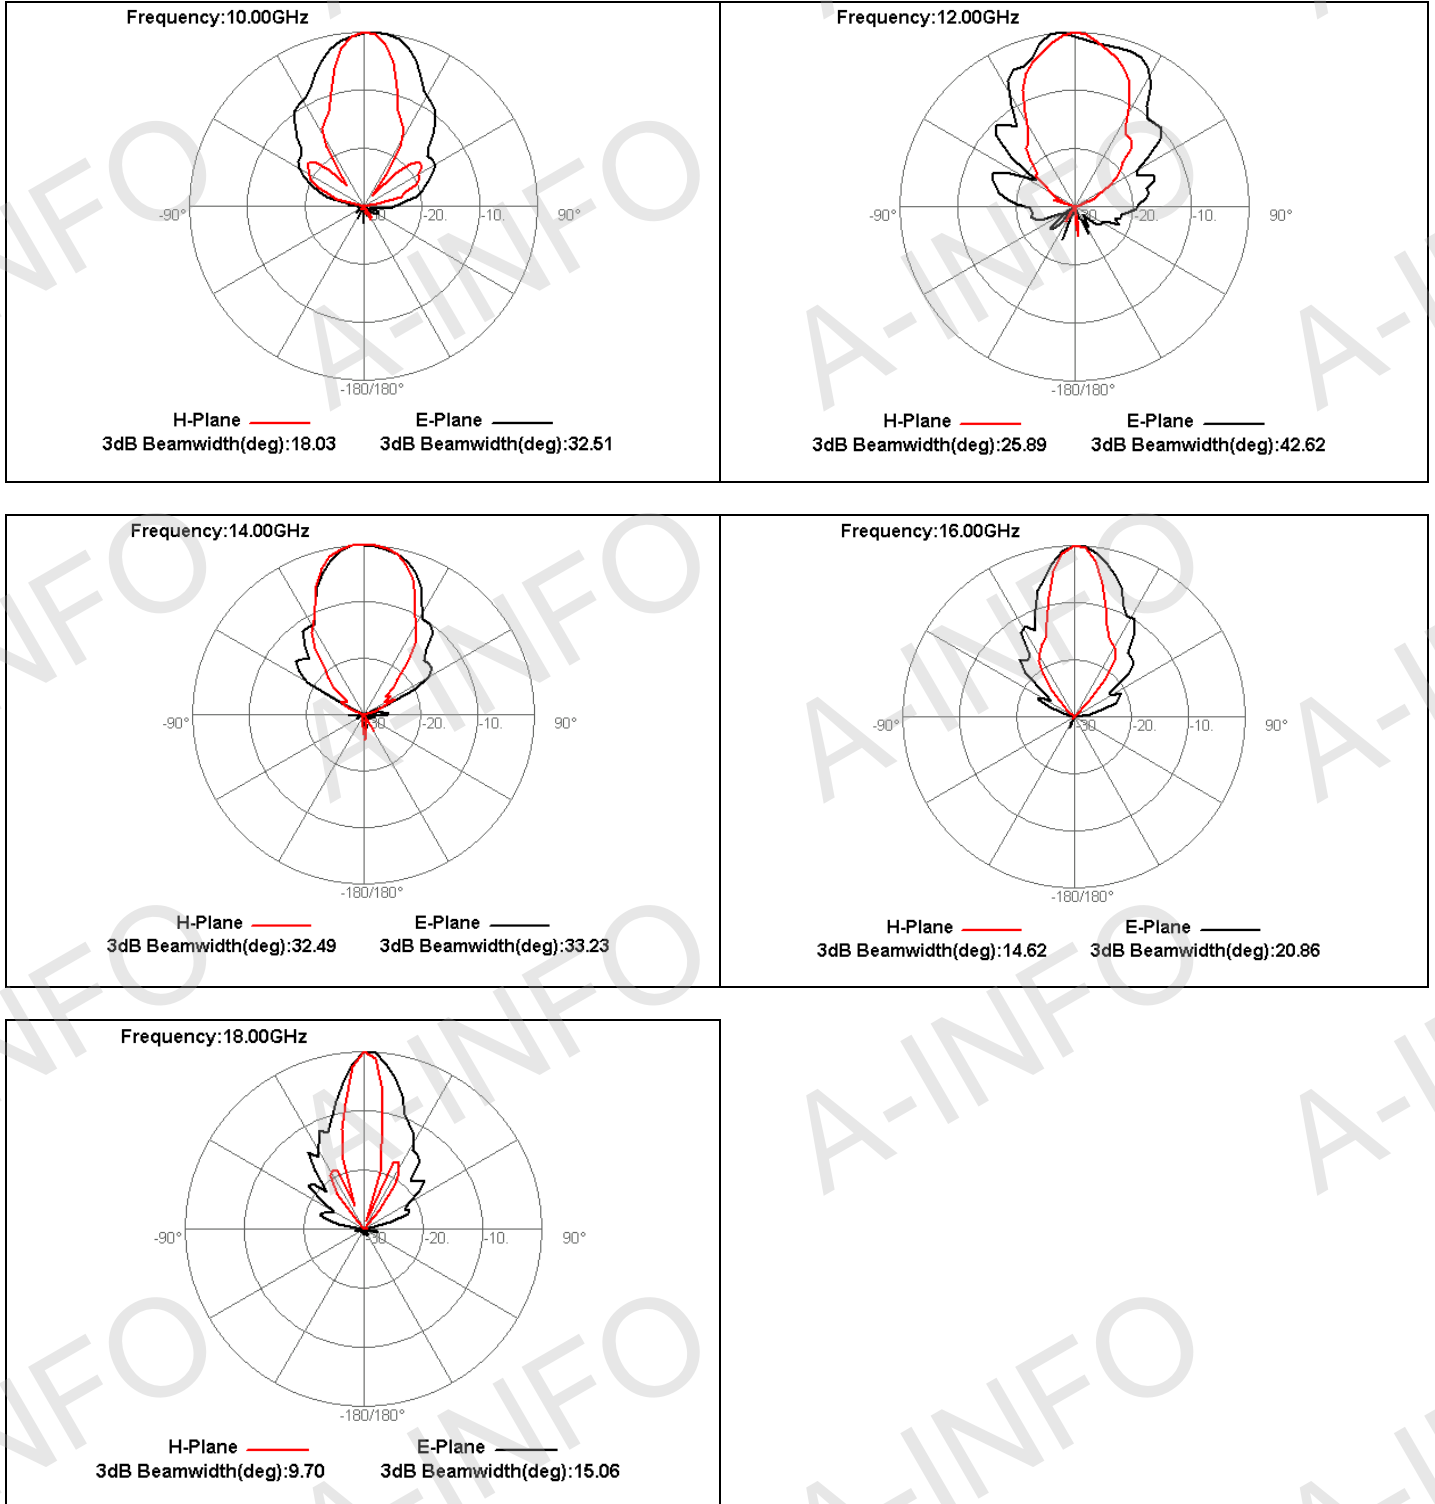 Frequency:10.00GHz
-90° -30 -20. -10. 90°
-180/180°
H-Plane E-Plane
3dB Beamwidth(deg):18.03 3dB Beamwidth(deg):32.51
Frequency:12.00GHz
-90° -30 -20. -10. 90°
-180/180°
H-Plane E-Plane
3dB Beamwidth(deg):25.89 3dB Beamwidth(deg):42.62
Frequency:14.00GHz
-90° -30 -20. -10. 90°
-180/180°
H-Plane E-Plane
3dB Beamwidth(deg):32.49 3dB Beamwidth(deg):33.23
Frequency:16.00GHz
-90° -30 -20. -10. 90°
-180/180°
H-Plane E-Plane
3dB Beamwidth(deg):14.62 3dB Beamwidth(deg):20.86
Frequency:18.00GHz
-90° -30 -20. -10. 90°
-180/180°
H-Plane E-Plane
3dB Beamwidth(deg):9.70 3dB Beamwidth(deg):15.06
A-INFO